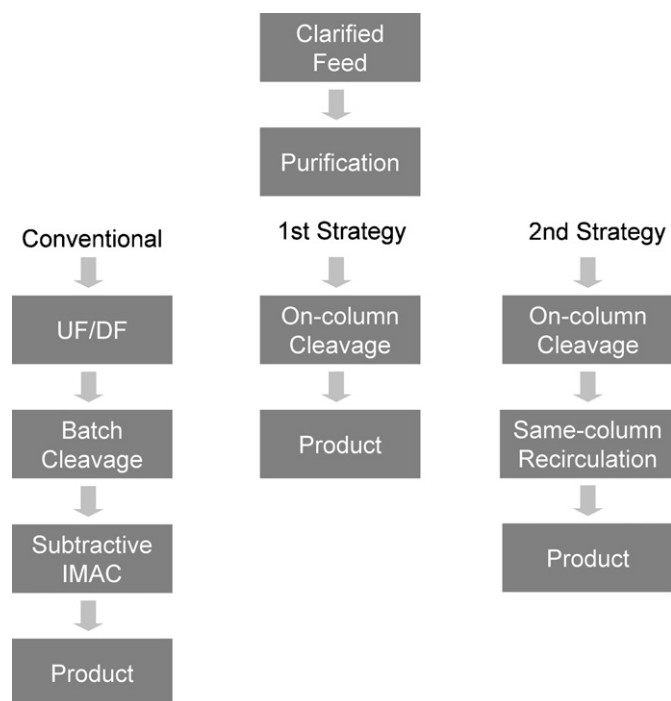 Clarified
Feed
Purification
Conventional
UF/DF
Batch
Cleavage
Subtractive
IMAC
Product
1st Strategy
On-column
Cleavage
Product
2nd Strategy
On-column
Cleavage
Same-column
Recirculation
Product